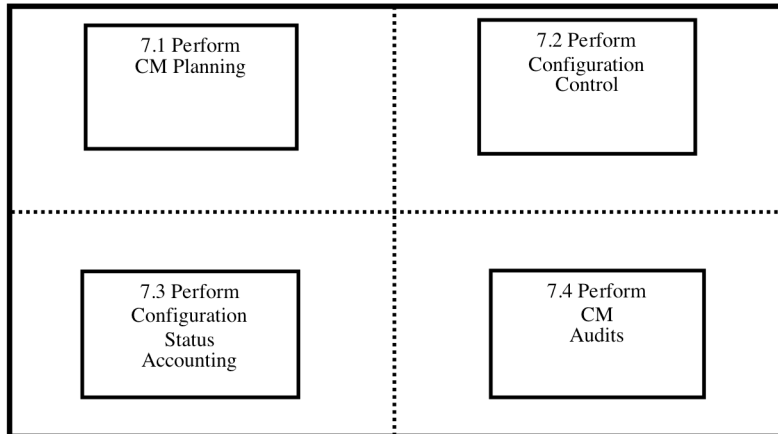 7.1 Perform
CM Planning
7.2 Perform
Configuration
Control
7.3 Perform
Configuration
Status
Accounting
7.4 Perform
CM
Audits